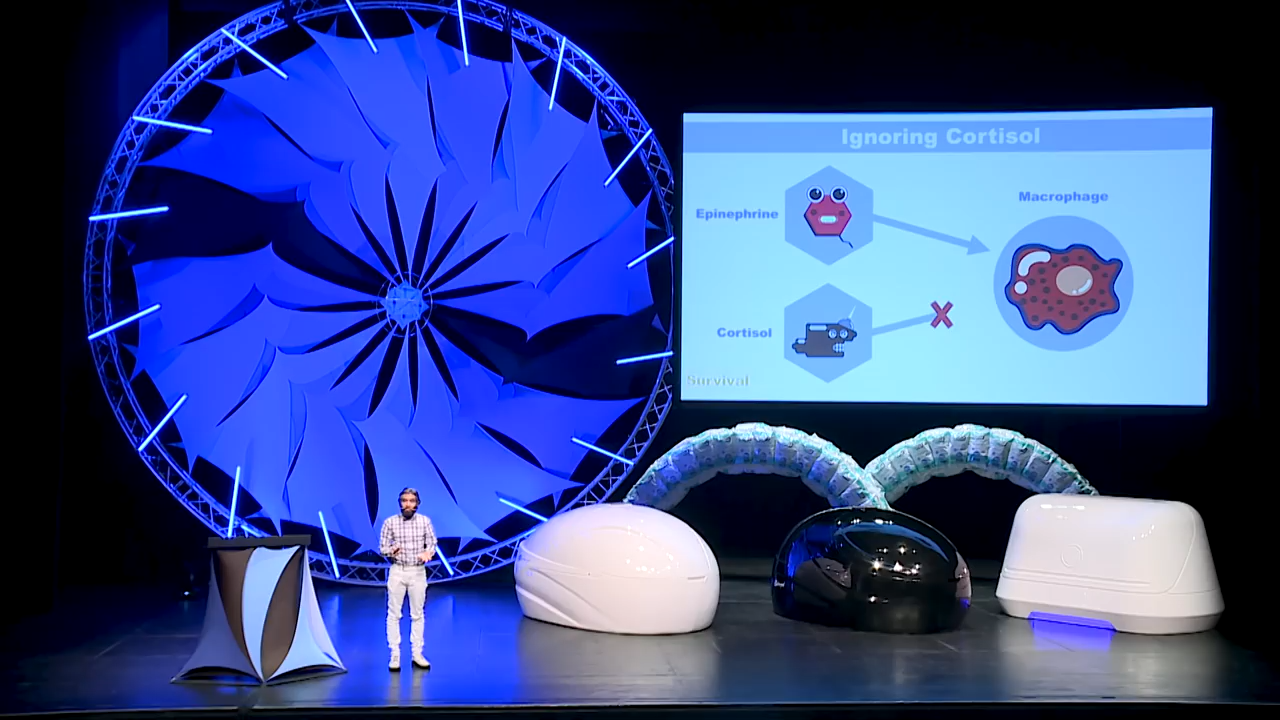 Ignoring Cortisol
Epinephrine
Macrophage
Cortisol
X
Survival